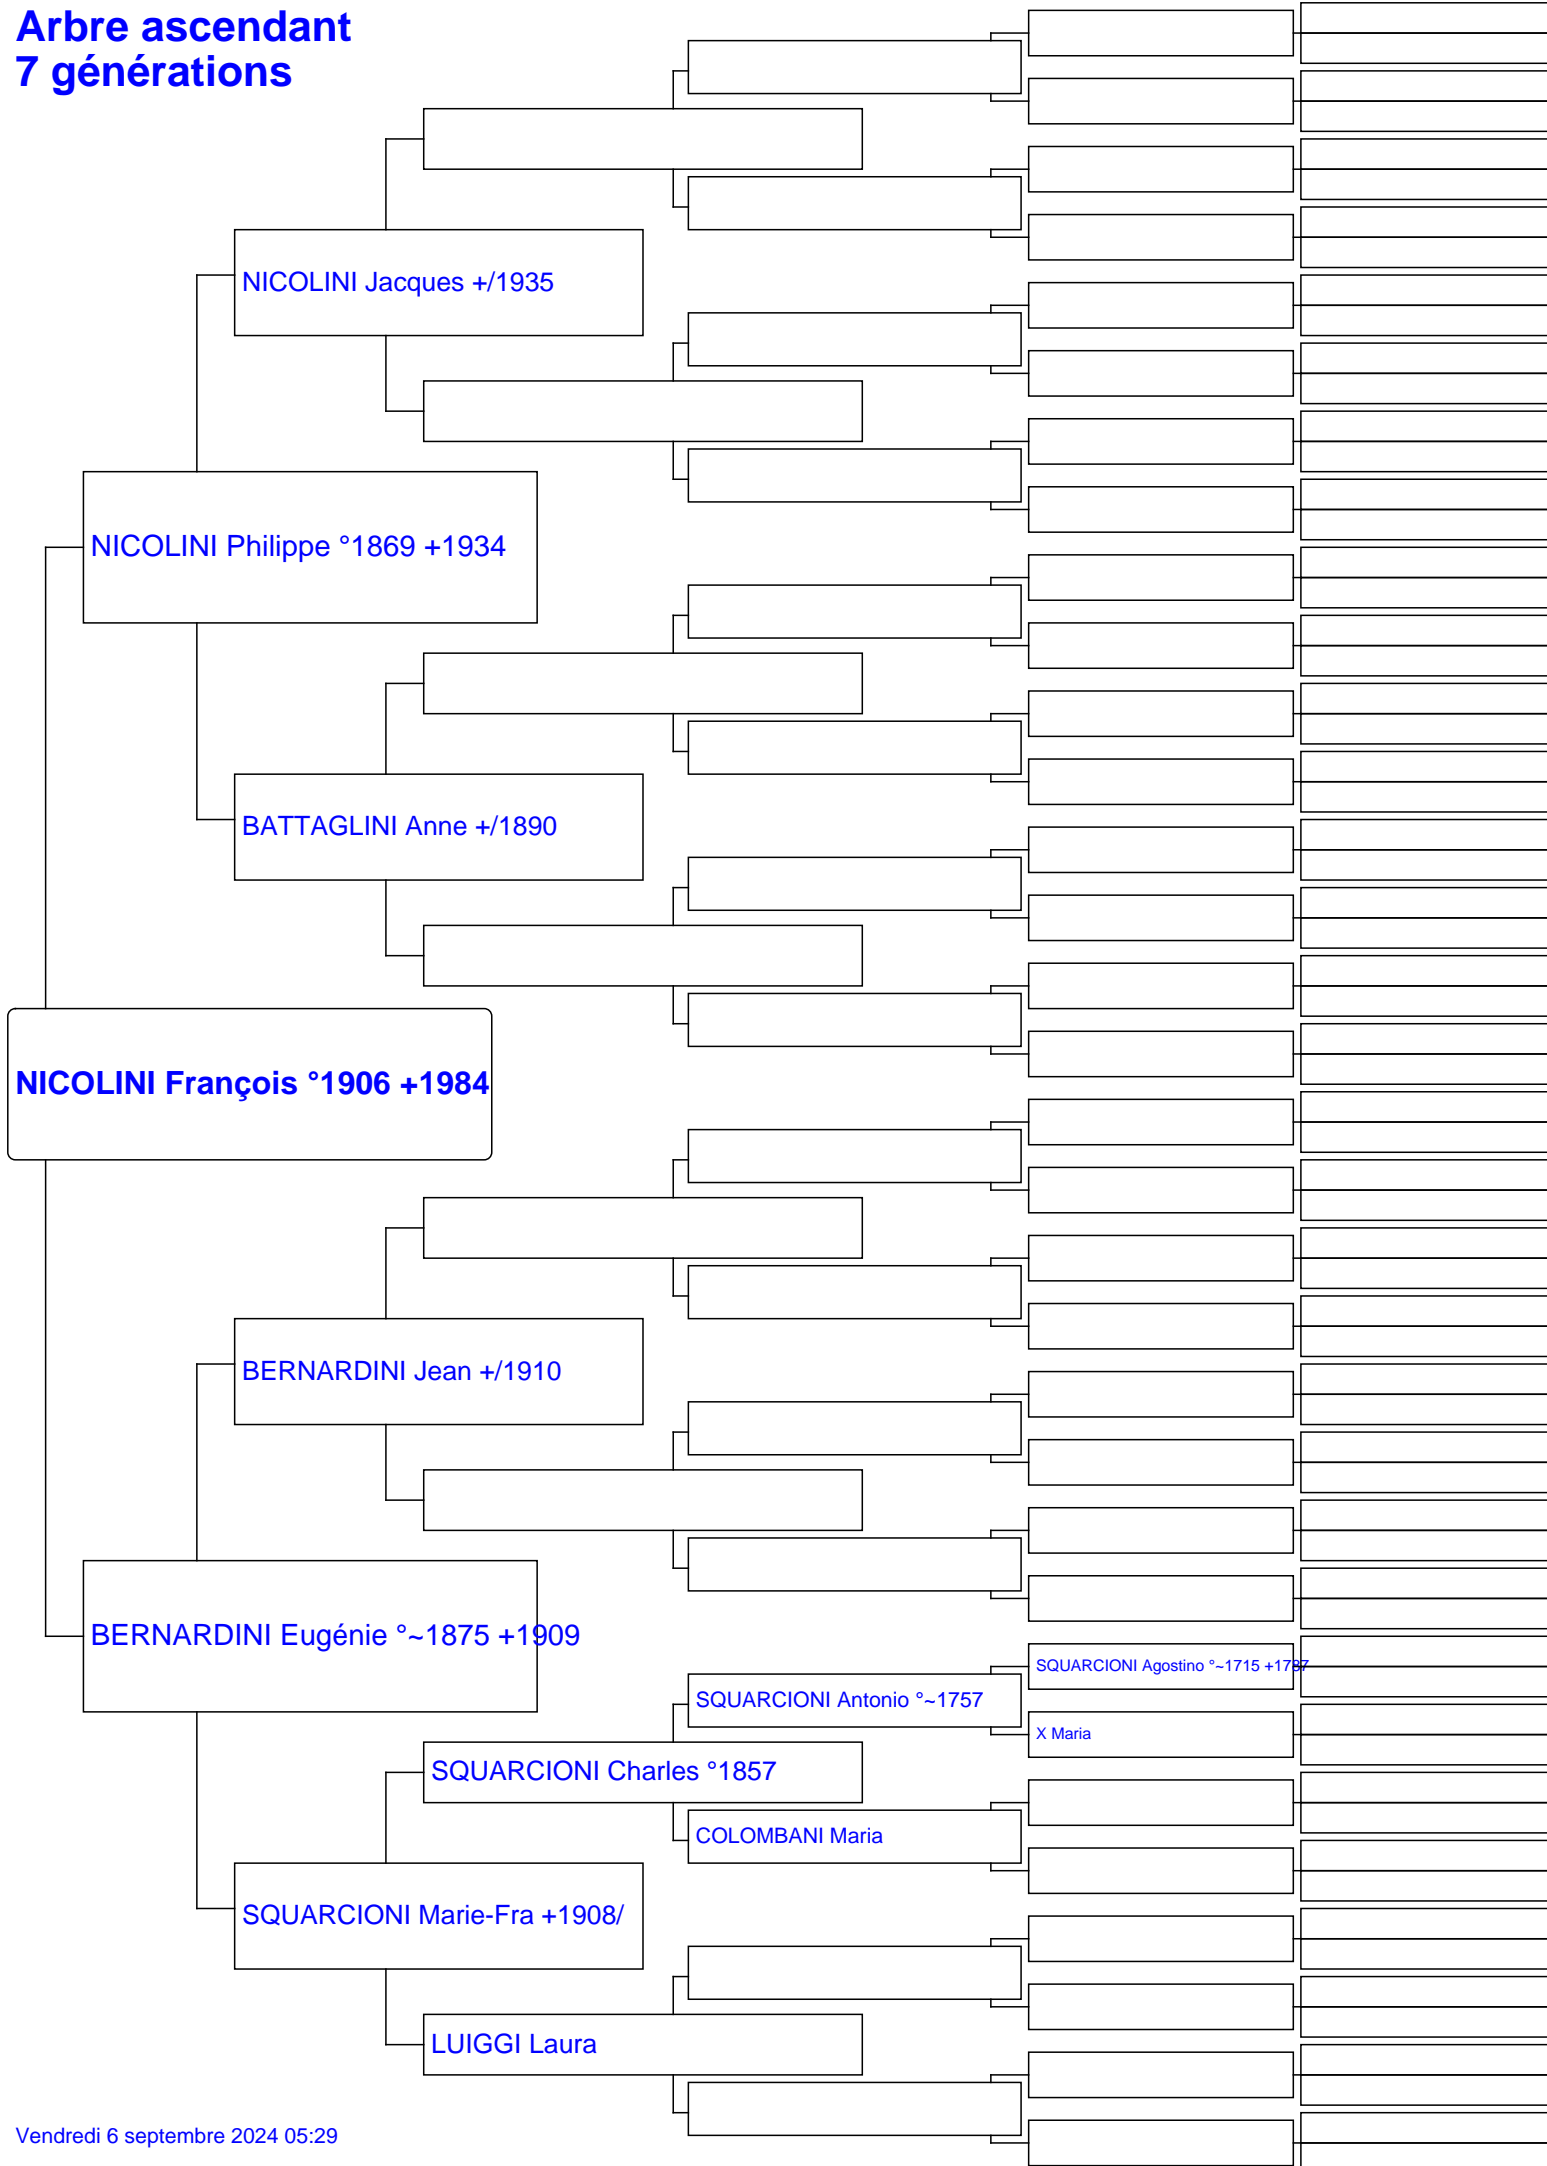 Arbre ascendant
7 générations
NICOLINI Jacques +/1935
NICOLINI Philippe °1869 +1934
BATTAGLINI Anne +/1890
NICOLINI François °1906 +1984
BERNARDINI Jean +/1910
BERNARDINI Eugénie °~1875 +1909
SQUARCIONI Agostino °~1715 +1787
SQUARCIONI Antonio °~1757
X Maria
SQUARCIONI Charles °1857
COLOMBANI Maria
SQUARCIONI Marie-Fra +1908/
LUIGGI Laura
Vendredi 6 septembre 2024 05:29